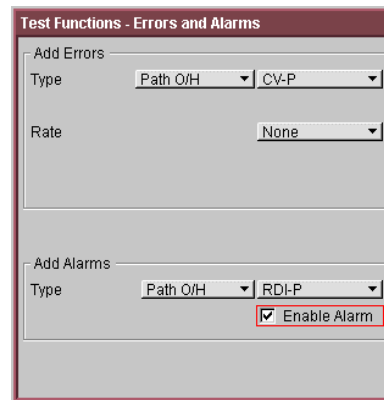 Test Functions - Errors and Alarms
Add Errors
Type Path O/H CV-P
Rate None
Add Alarms
Type Path O/H RDI-P
Enable Alarm